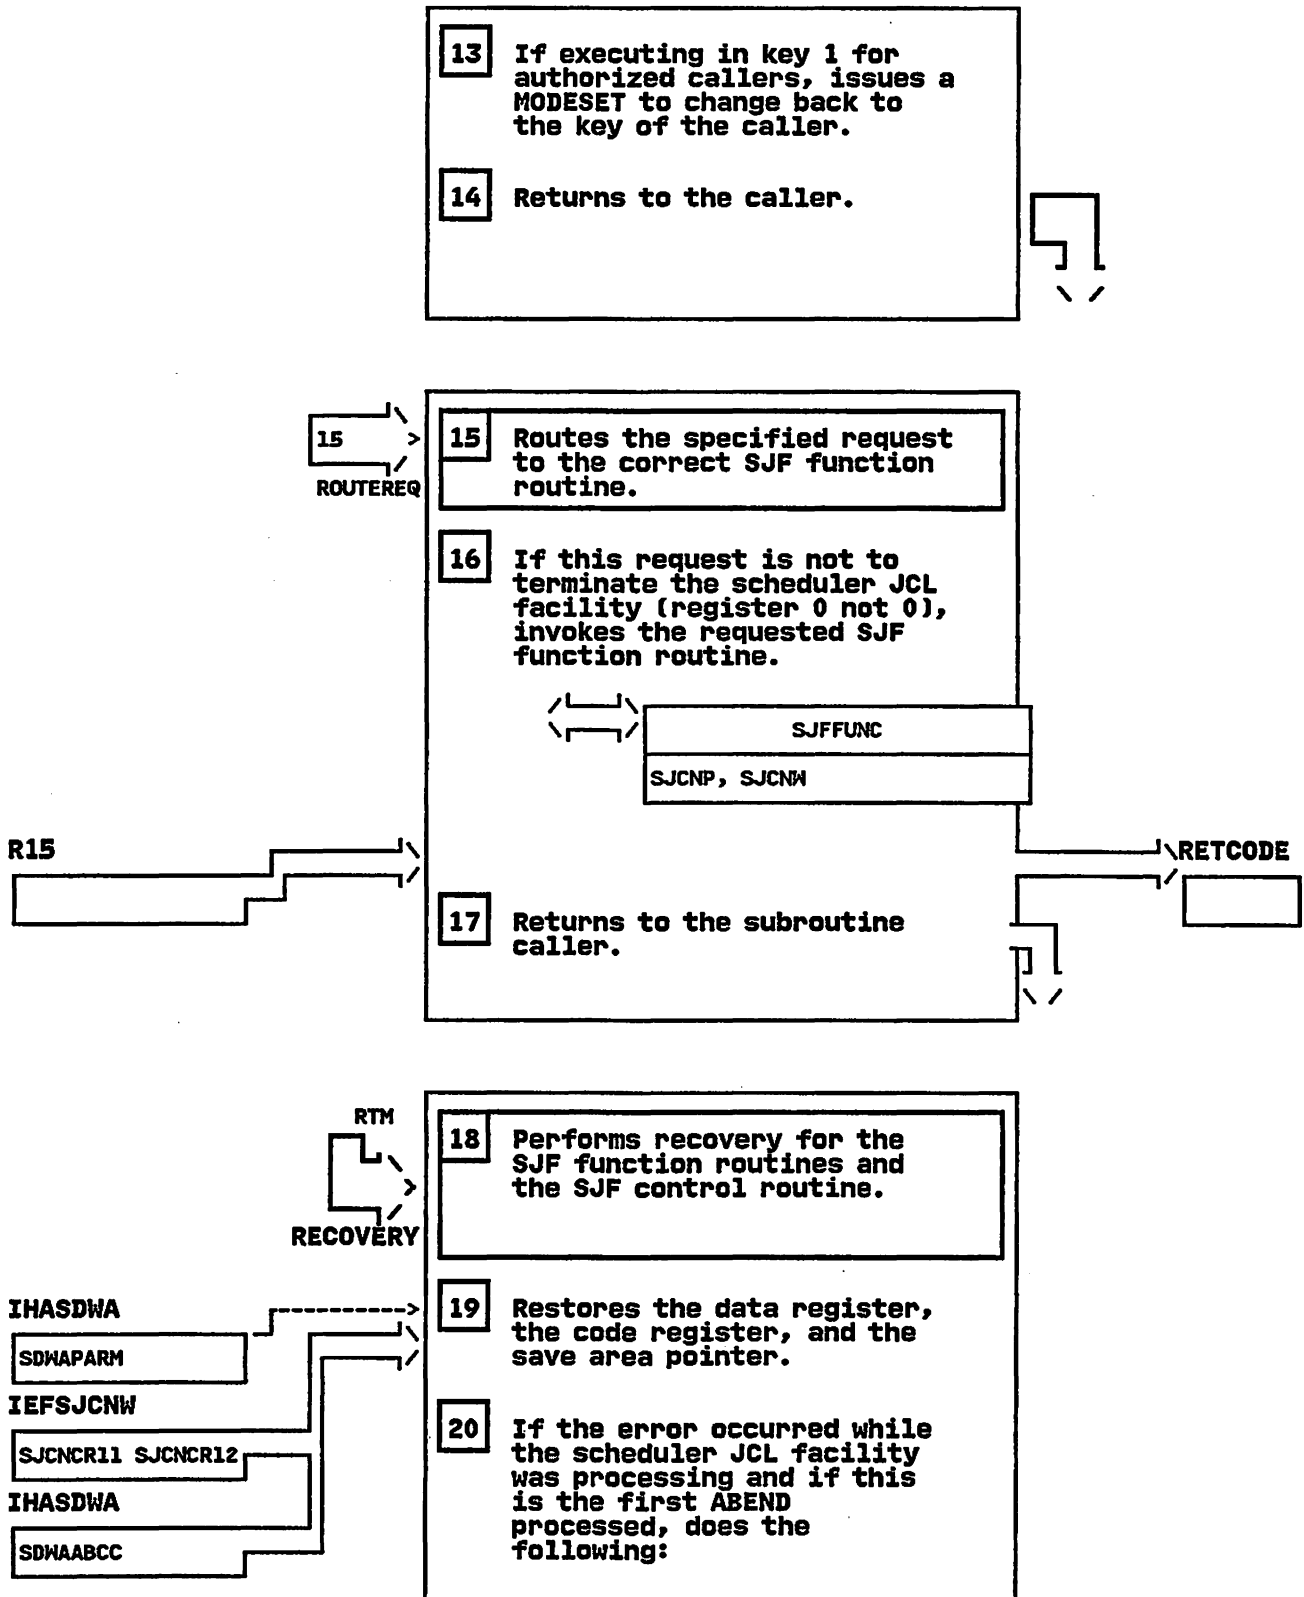 13 If executing in key 1 for
authorized callers, issues a
MODESET to change back to
the key of the caller.
14 Returns to the caller.
15
ROUTEREQ
15 Routes the specified request
to the correct SJF function
routine.
16 If this request is not to
terminate the scheduler JCL
facility (register 0 not 0),
invokes the requested SJF
function routine.
SJFFUNC
SJCNP, SJCNW
R15
RETCODE
17 Returns to the subroutine
caller.
RTM
RECOVERY
18 Performs recovery for the
SJF function routines and
the SJF control routine.
IHASDWA
SDWAPARM
19 Restores the data register,
the code register, and the
save area pointer.
IEFSJCNW
SJCNCR11 SJCNCR12
IHASDWA
SDWAABCC
20 If the error occurred while
the scheduler JCL facility
was processing and if this
is the first ABEND
processed, does the
following: